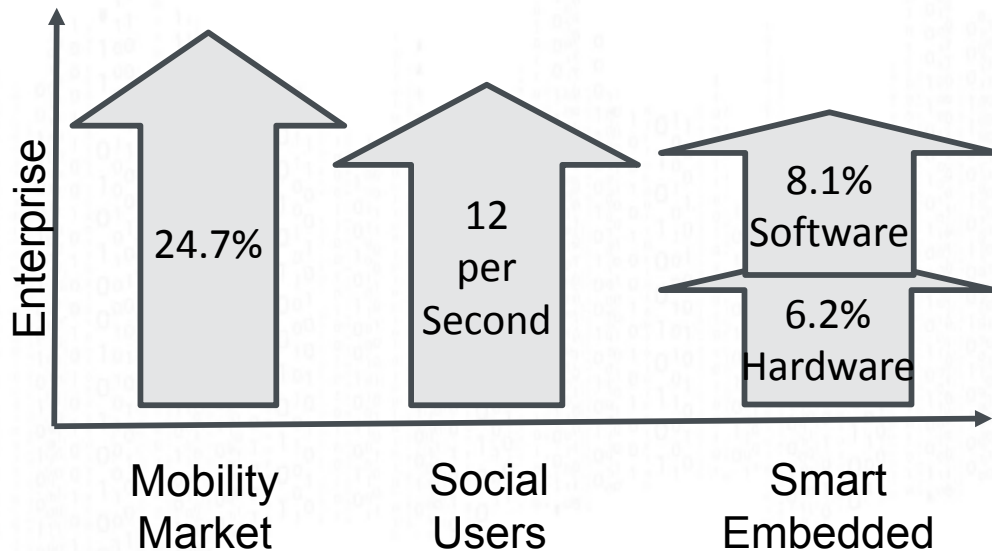 Enterprise
24.7%
12
per
Second
8.1%
Software
6.2%
Hardware
Mobility
Market
Social
Users
Smart
Embedded